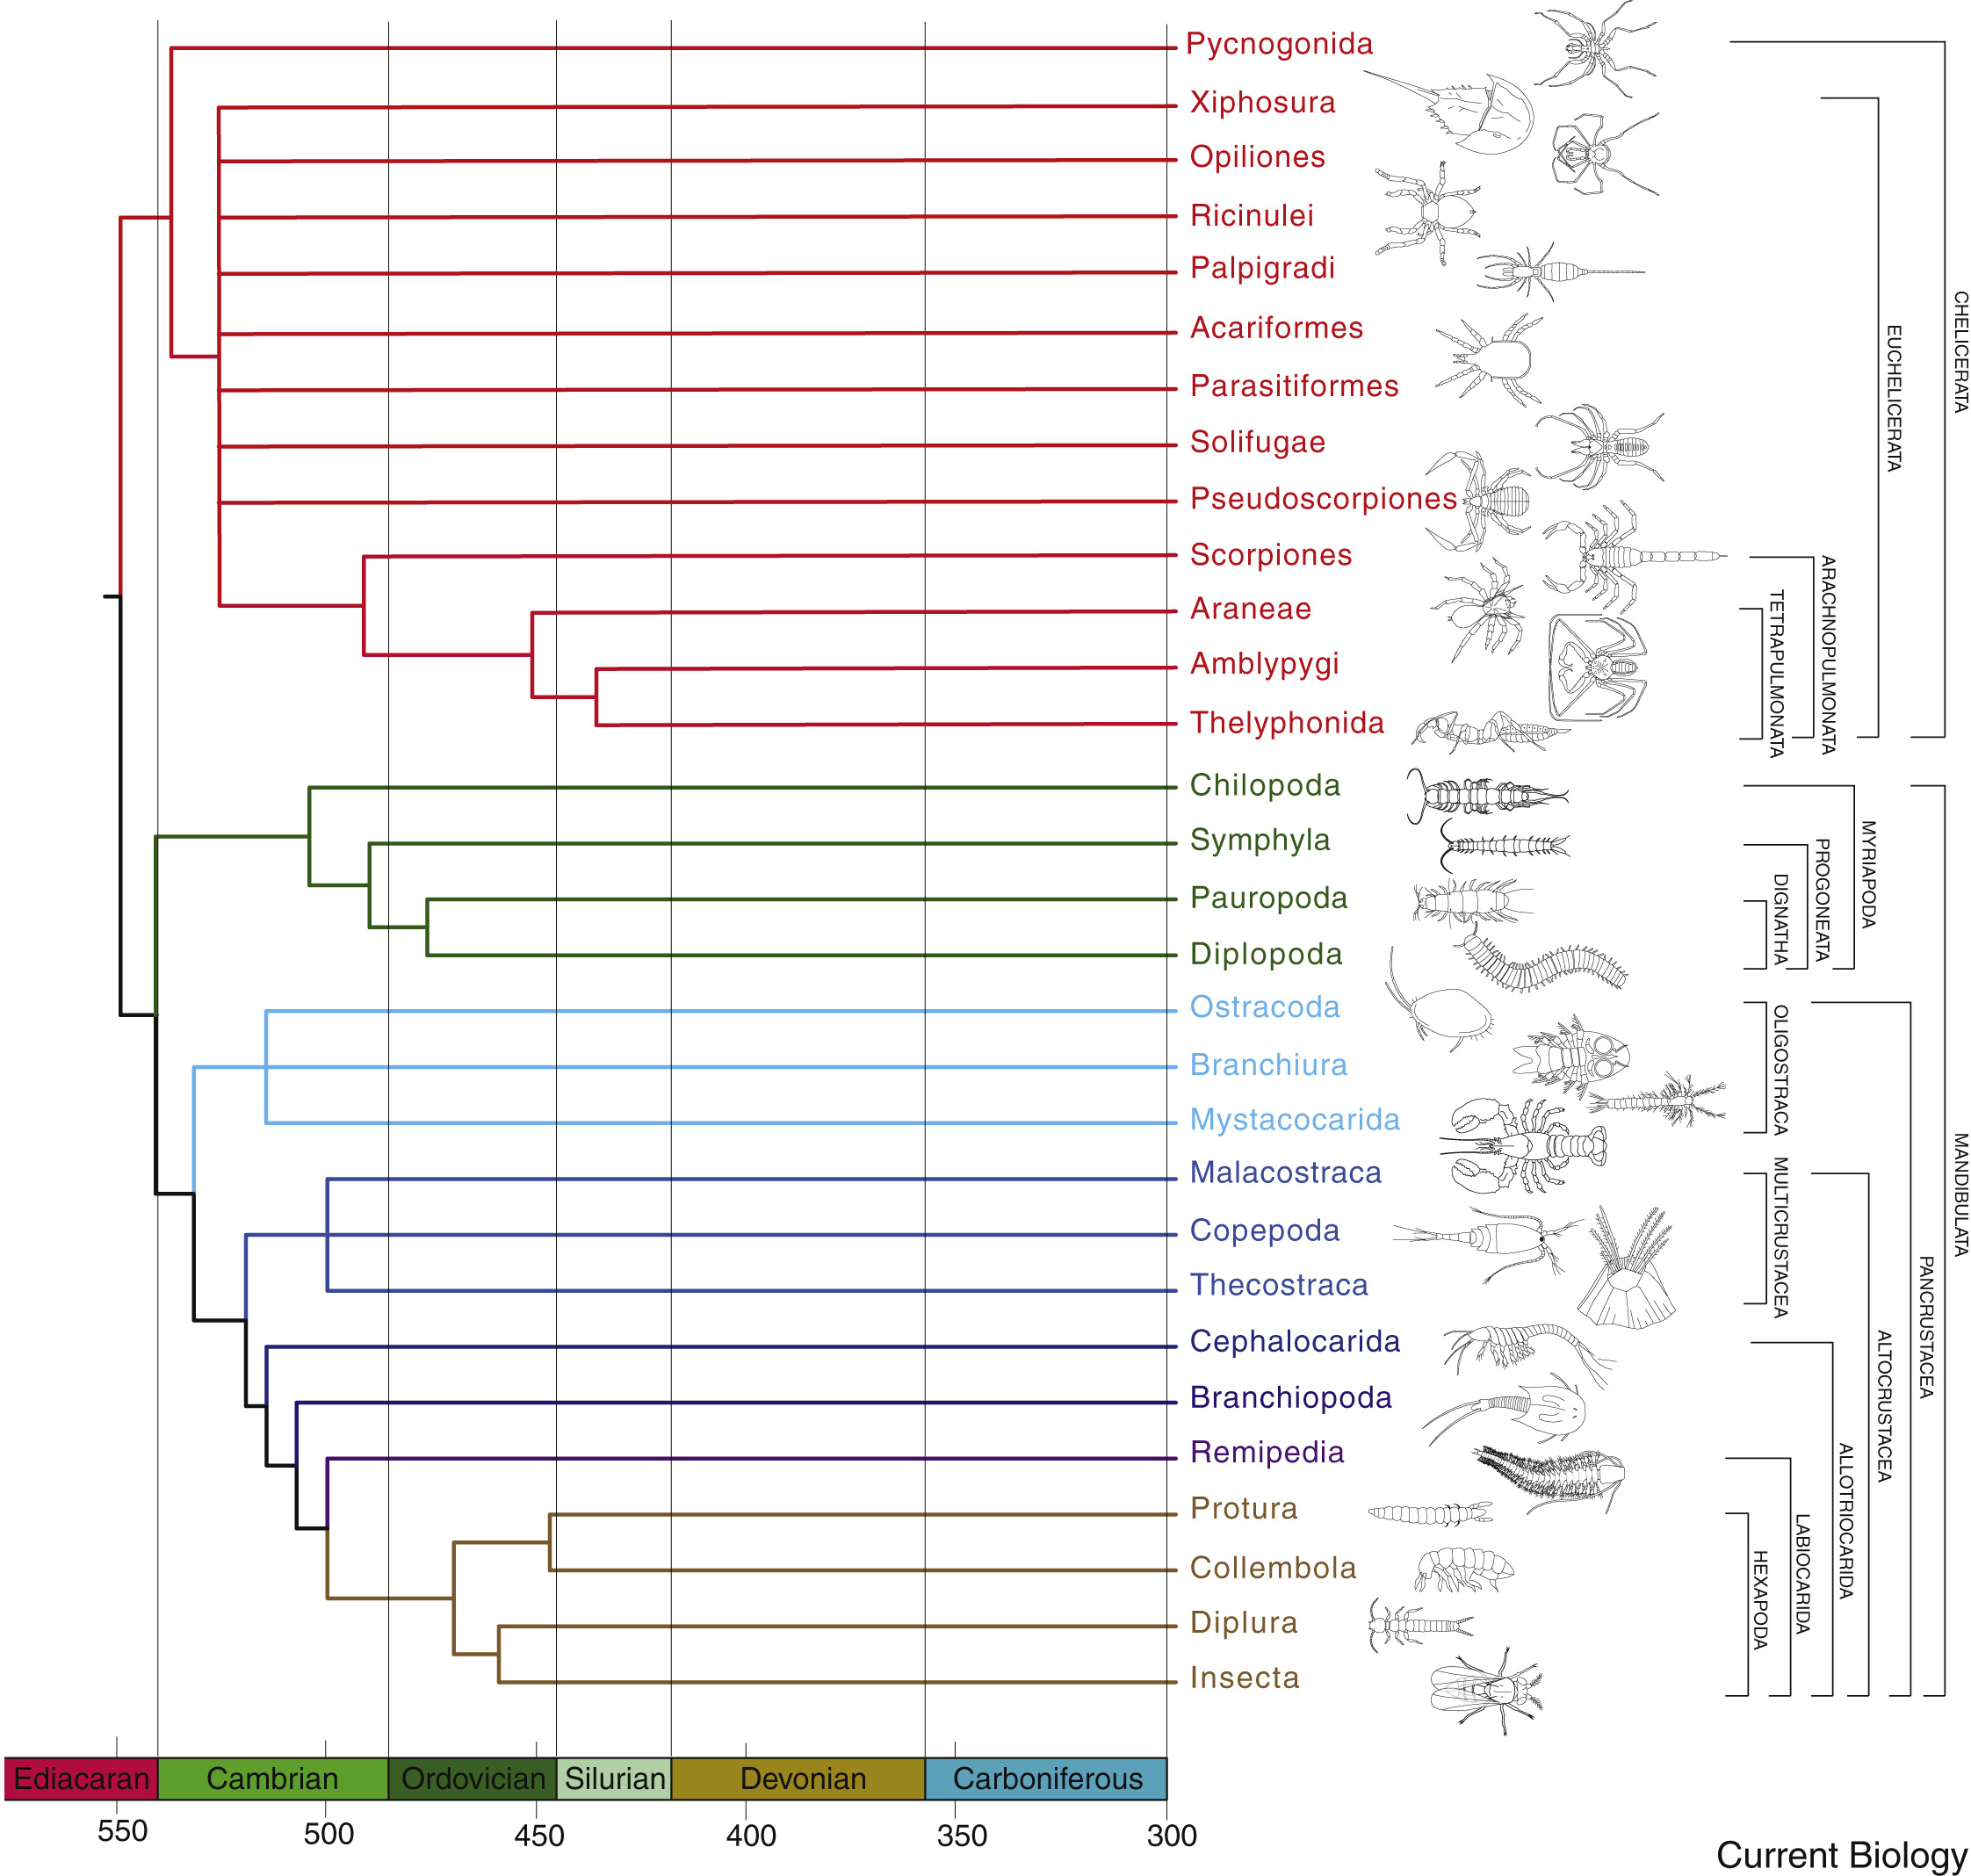 Pycnogonida
Xiphosura
Opiliones
Ricinulei
Palpigradi
Acariformes
Parasitiformes
Solifugae
Pseudoscorpiones
Scorpiones
Araneae
Amblypygi
Thelyphonida
Chilopoda
Symphyla
Pauropoda
Diplopoda
Ostracoda
Branchiura
Mystacocarida
Malacostraca
Copepoda
Thecostraca
Cephalocarida
Branchiopoda
Remipedia
Protura
Collembola
Diplura
Insecta
TETRAPULMONATA
ARACHNOPULMONATA
EUCHELICERATA
CHELICERATA
DIGNATHA
PROGONEATA
MYRIAPODA
OLIGOSTRACA
MULTICRUSTACEA
HEXAPODA
LABIOCARIDA
ALLOTRIOCARIDA
ALTOCRUSTACEA
PANCRUSTACEA
MANDIBULATA
Ediacaran Cambrian Ordovician Silurian Devonian Carboniferous
550 500 450 400 350 300
Current Biology